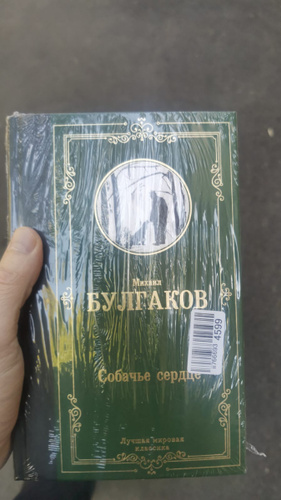 Михаил
БУЛГАКОВ
Собачье сердце
Лучшая мировая
классика
4599